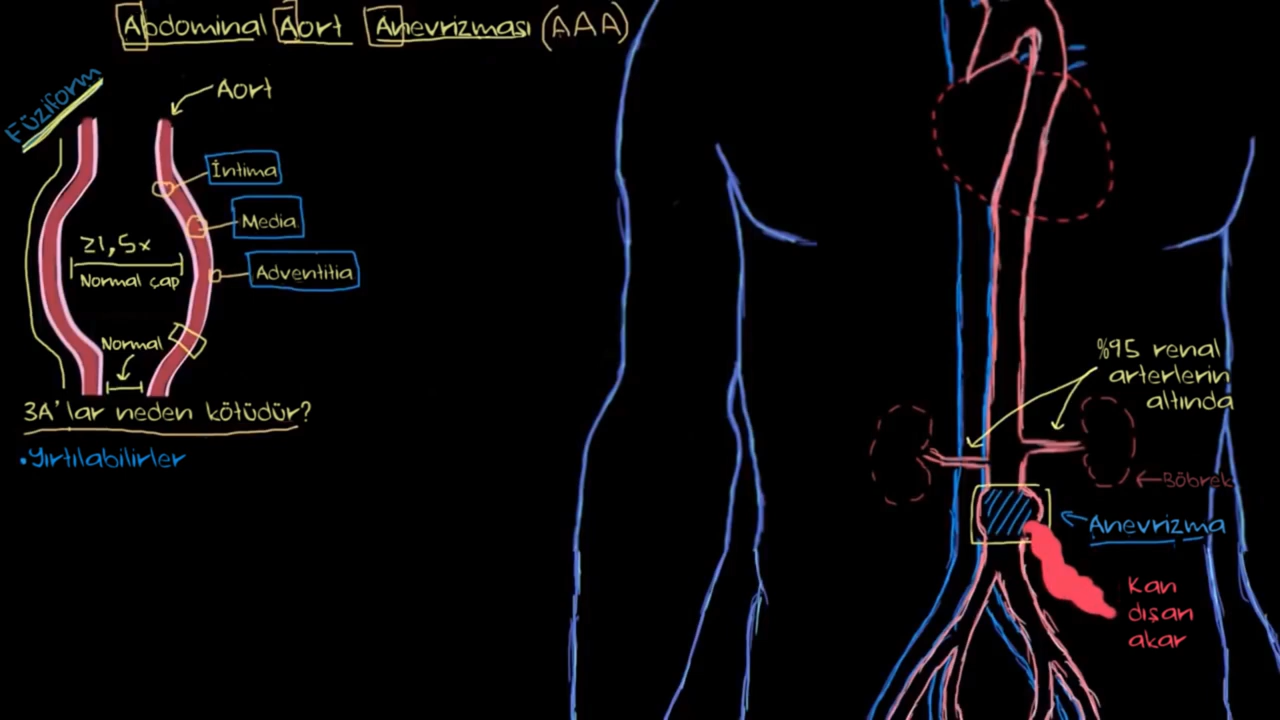 Abdominal Aort Anevrizması (AAA)
Füziform
Aort
İntima
Media
Adventitia
≥1,5x
Normal çap
Normal
3A'lar neden kötüdür?
•Yırtılabilirler
%95 renal
arterlerin
altında
Böbrek
Anevrizma
Kan
dışarı
akar